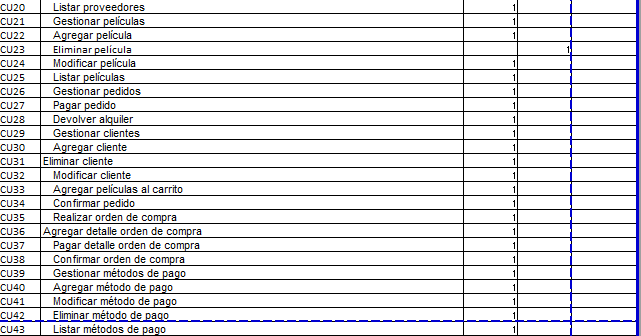 CU20 Listar proveedores 1
CU21 Gestionar películas 1
CU22 Agregar película 1
CU23 Eliminar película 1
CU24 Modificar película 1
CU25 Listar películas 1
CU26 Gestionar pedidos 1
CU27 Pagar pedido 1
CU28 Devolver alquiler 1
CU29 Gestionar clientes 1
CU30 Agregar cliente 1
CU31 Eliminar cliente 1
CU32 Modificar cliente 1
CU33 Agregar películas al carrito 1
CU34 Confirmar pedido 1
CU35 Realizar orden de compra 1
CU36 Agregar detalle orden de compra 1
CU37 Pagar detalle orden de compra 1
CU38 Confirmar orden de compra 1
CU39 Gestionar métodos de pago 1
CU40 Agregar método de pago 1
CU41 Modificar método de pago 1
CU42 Eliminar método de pago 1
CU43 Listar métodos de pago 1